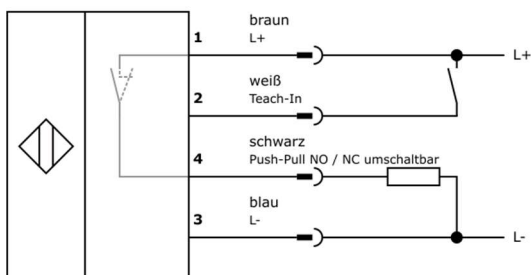 braun
1 L+ L+
weiß
2 Teach-In
schwarz
4 Push-Pull NO / NC umschaltbar
blau
3 L- L-